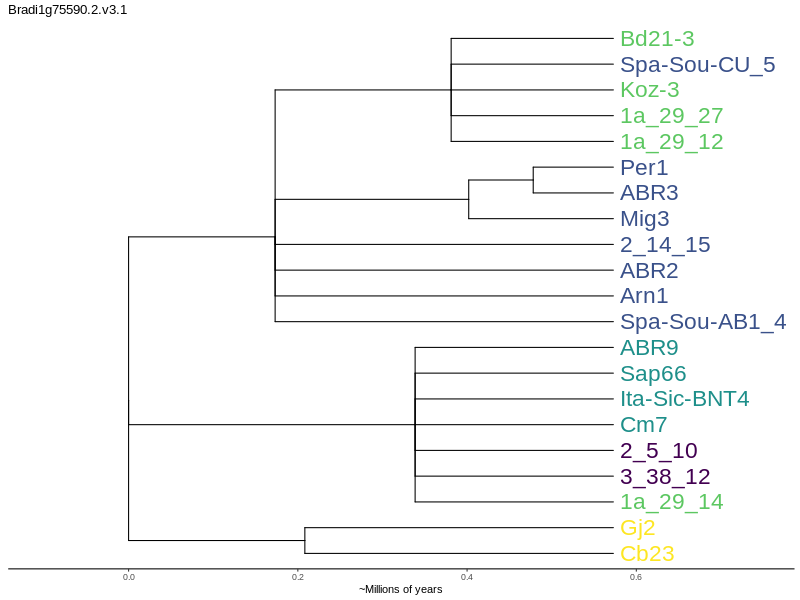 Bradi1g75590.2.v3.1
Bd21-3
Spa-Sou-CU_5
Koz-3
1a_29_27
1a_29_12
Per1
ABR3
Mig3
2_14_15
ABR2
Arn1
Spa-Sou-AB1_4
ABR9
Sap66
Ita-Sic-BNT4
Cm7
2_5_10
3_38_12
1a_29_14
Gj2
Cb23
0.0 0.2 0.4 0.6
~Millions of years